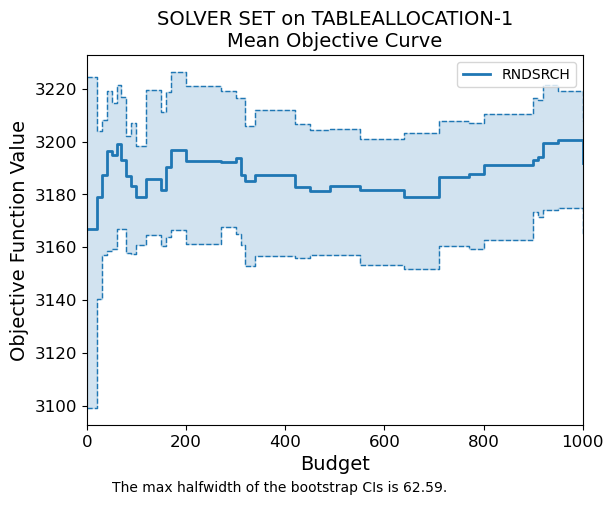 SOLVER SET on TABLEALLOCATION-1
Mean Objective Curve
RNDSRCH
Objective Function Value
3220
3200
3180
3160
3140
3120
3100
0 200 400 600 800 1000
Budget
The max halfwidth of the bootstrap CIs is 62.59.